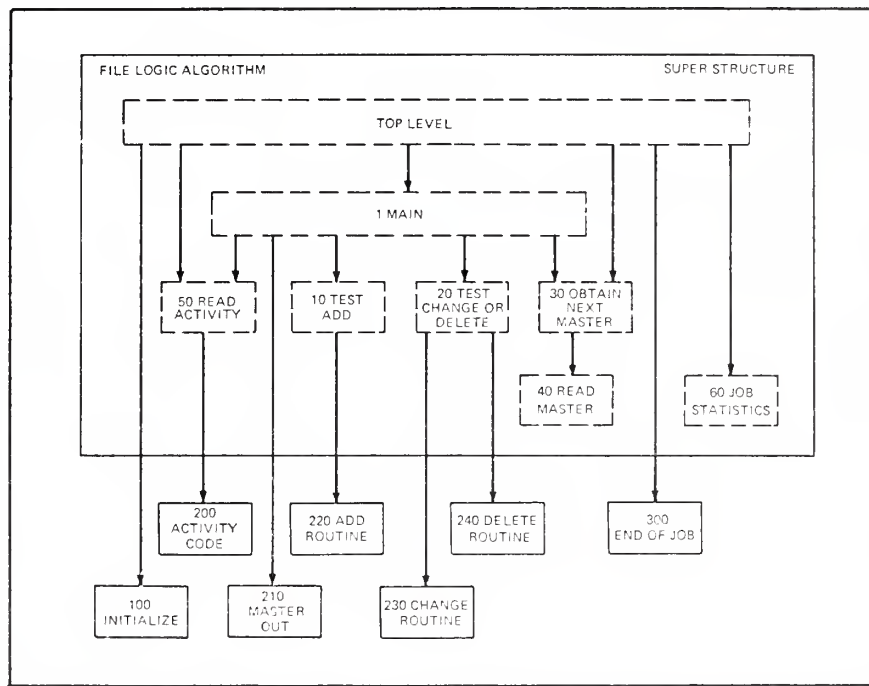 FILE LOGIC ALGORITHM
SUPER STRUCTURE
TOP LEVEL
1 MAIN
50 READ
ACTIVITY
10 TEST
ADD
20 TEST
CHANGE OR
DELETE
30 OBTAIN
NEXT
MASTER
40 READ
MASTER
60 JOB
STATISTICS
200
ACTIVITY
CODE
220 ADD
ROUTINE
240 DELETE
ROUTINE
300
END OF JOB
100
INITIALIZE
210
MASTER
OUT
230 CHANGE
ROUTINE